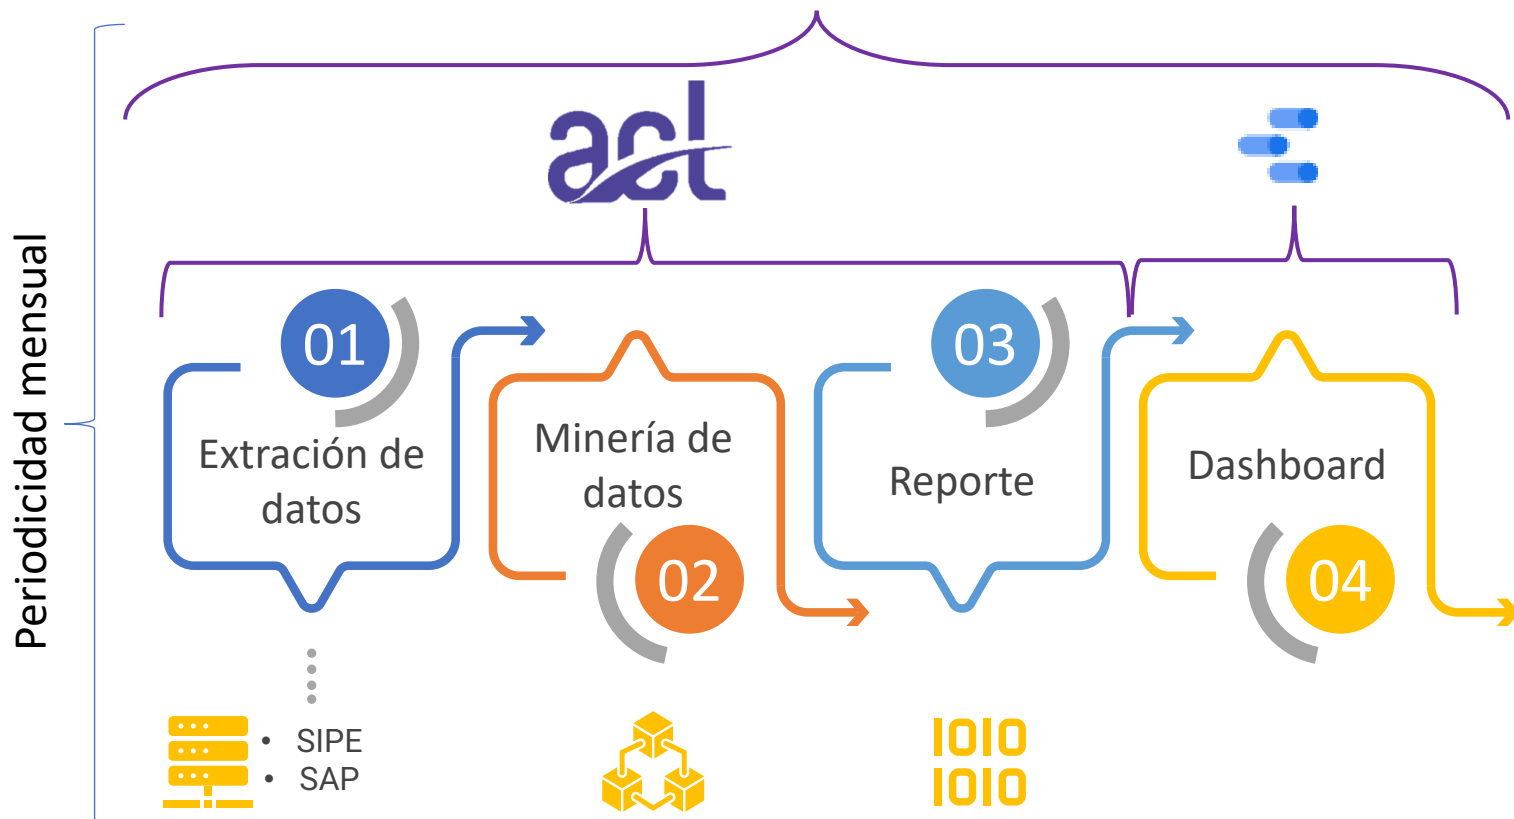 Periodicidad mensual
acl
01
Extración de
datos
Minería de
datos
02
03
Reporte
Dashboard
04
• SIPE
• SAP
1010
1010